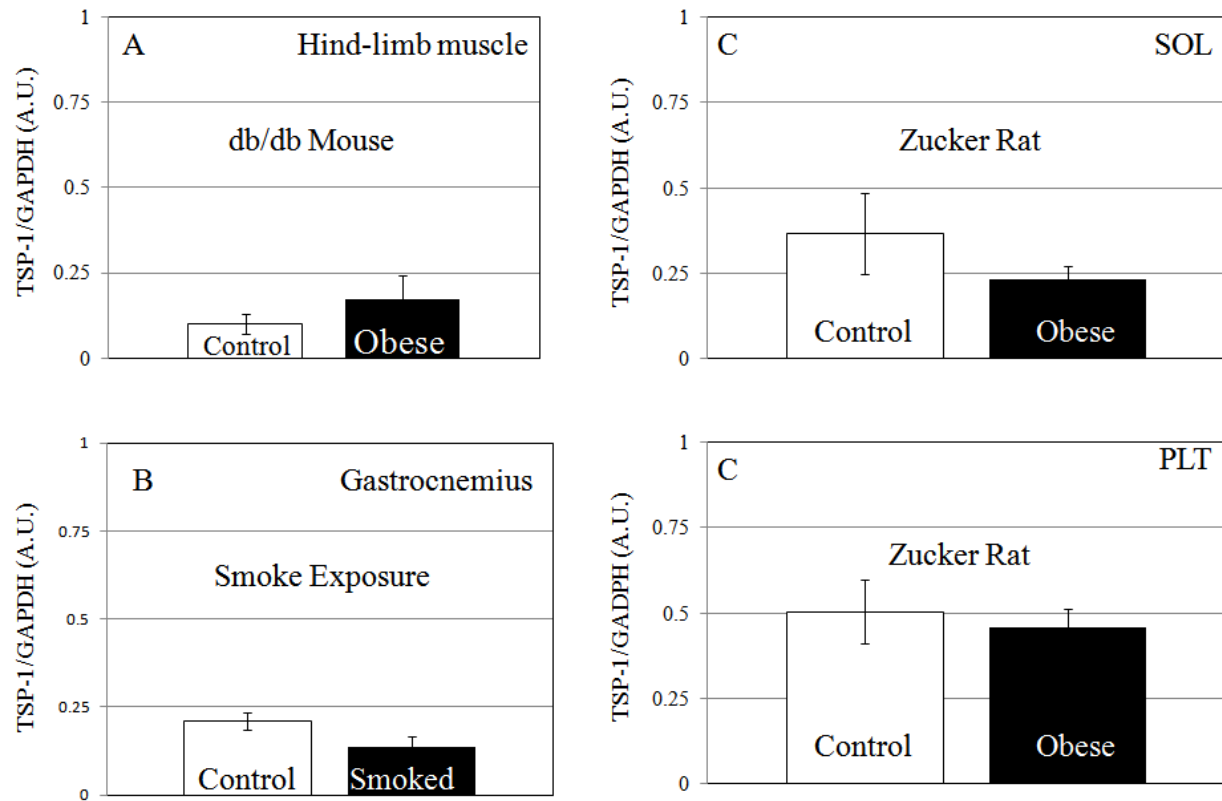 A
Hind-limb muscle
db/db Mouse
TSP-1/GAPDH (A.U.)
1
0.75
0.5
0.25
0
Control
Obese
C
SOL
Zucker Rat
TSP-1/GAPDH (A.U.)
1
0.75
0.5
0.25
0
Control
Obese
B
Gastrocnemius
Smoke Exposure
TSP-1/GAPDH (A.U.)
1
0.75
0.5
0.25
0
Control
Smoked
C
PLT
Zucker Rat
TSP-1/GADPH (A.U.)
1
0.75
0.5
0.25
0
Control
Obese